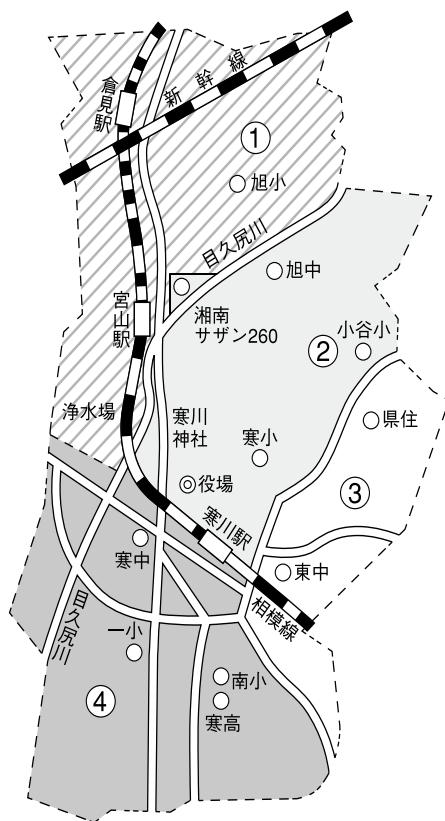 新幹線
倉見駅
①
旭小
目久尻川
旭中
宮山駅
湘南
サザン260
小谷小
②
浄水場
寒川
神社
県住
寒小
役場
③
寒川駅
寒中
東中
相模線
目久尻川
一小
南小
④
寒高